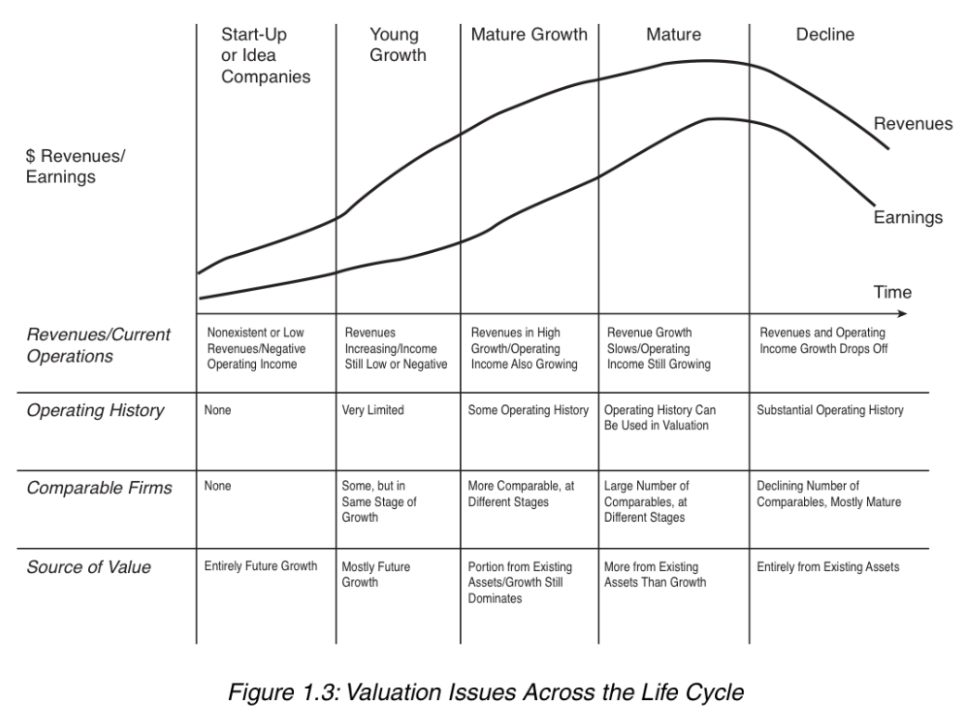 Start-Up
or Idea
Companies
Young
Growth
Mature Growth
Mature
Decline
$ Revenues/
Earnings
Revenues
Earnings
Time
Revenues/Current
Operations
Nonexistent or Low
Revenues/Negative
Operating Income
Revenues
Increasing/Income
Still Low or Negative
Revenues in High
Growth/Operating
Income Also Growing
Revenue Growth
Slows/Operating
Income Still Growing
Revenues and Operating
Income Growth Drops Off
Operating History
None
Very Limited
Some Operating History
Operating History Can
Be Used in Valuation
Substantial Operating History
Comparable Firms
None
Some, but in
Same Stage of
Growth
More Comparable, at
Different Stages
Large Number of
Comparables, at
Different Stages
Declining Number of
Comparables, Mostly Mature
Source of Value
Entirely Future Growth
Mostly Future
Growth
Portion from Existing
Assets/Growth Still
Dominates
More from Existing
Assets Than Growth
Entirely from Existing Assets
Figure 1.3: Valuation Issues Across the Life Cycle